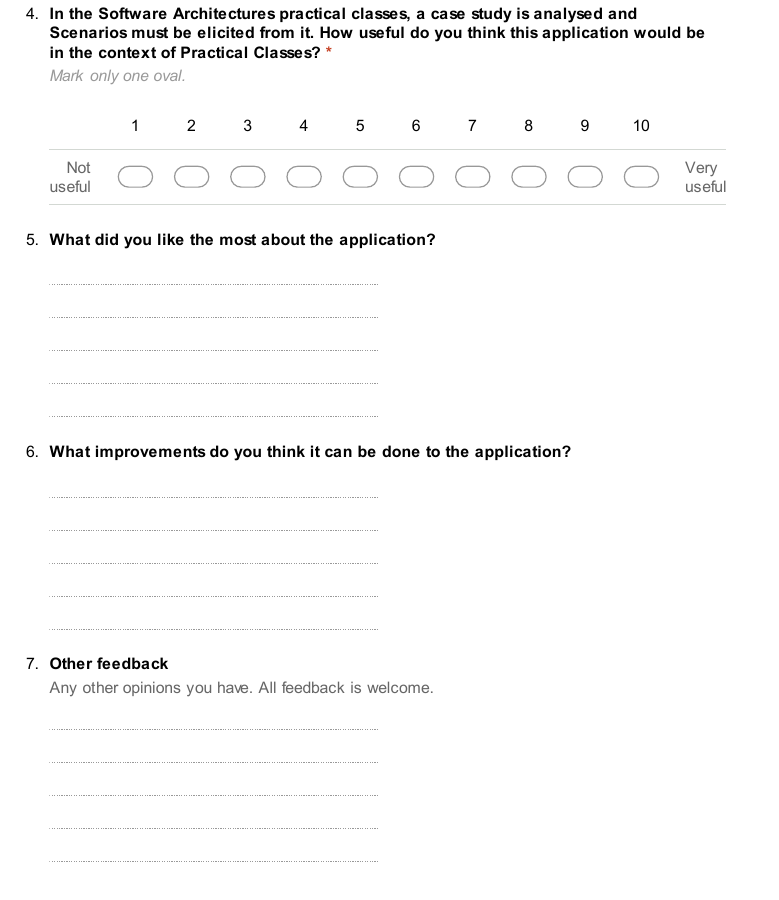 4. In the Software Architectures practical classes, a case study is analysed and
Scenarios must be elicited from it. How useful do you think this application would be
in the context of Practical Classes? *
Mark only one oval.
1 2 3 4 5 6 7 8 9 10
Not
useful
Very
useful
5. What did you like the most about the application?
6. What improvements do you think it can be done to the application?
7. Other feedback
Any other opinions you have. All feedback is welcome.